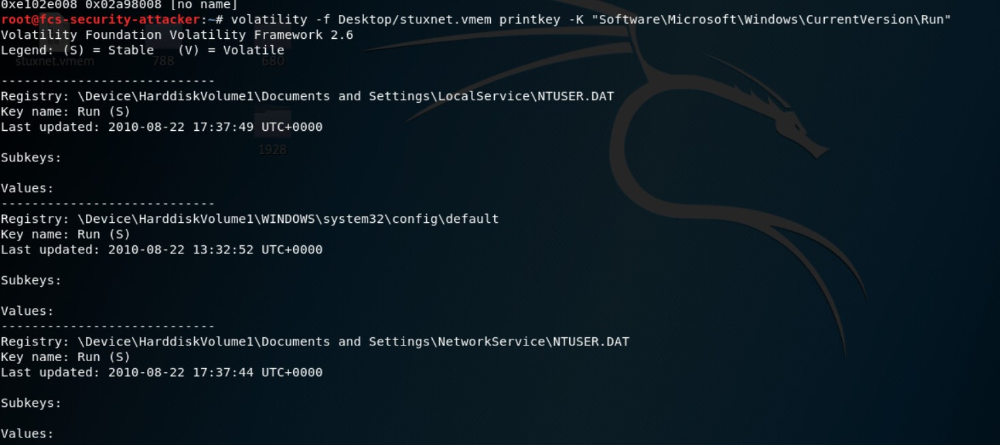 0xe102e008 0x02a98008 [no name]
root@fcs-security-attacker:~# volatility -f Desktop/stuxnet.vmem printkey -K "Software\Microsoft\Windows\CurrentVersion\Run"
Volatility Foundation Volatility Framework 2.6
Legend: (S) = Stable   (V) = Volatile
stuxnet.vmem 788 680
----------------------------
Registry: \Device\HarddiskVolume1\Documents and Settings\LocalService\NTUSER.DAT
Key name: Run (S)
Last updated: 2010-08-22 17:37:49 UTC+0000
1928
Subkeys:
Values:
----------------------------
Registry: \Device\HarddiskVolume1\WINDOWS\system32\config\default
Key name: Run (S)
Last updated: 2010-08-22 13:32:52 UTC+0000
Subkeys:
Values:
----------------------------
Registry: \Device\HarddiskVolume1\Documents and Settings\NetworkService\NTUSER.DAT
Key name: Run (S)
Last updated: 2010-08-22 17:37:44 UTC+0000
Subkeys:
Values: